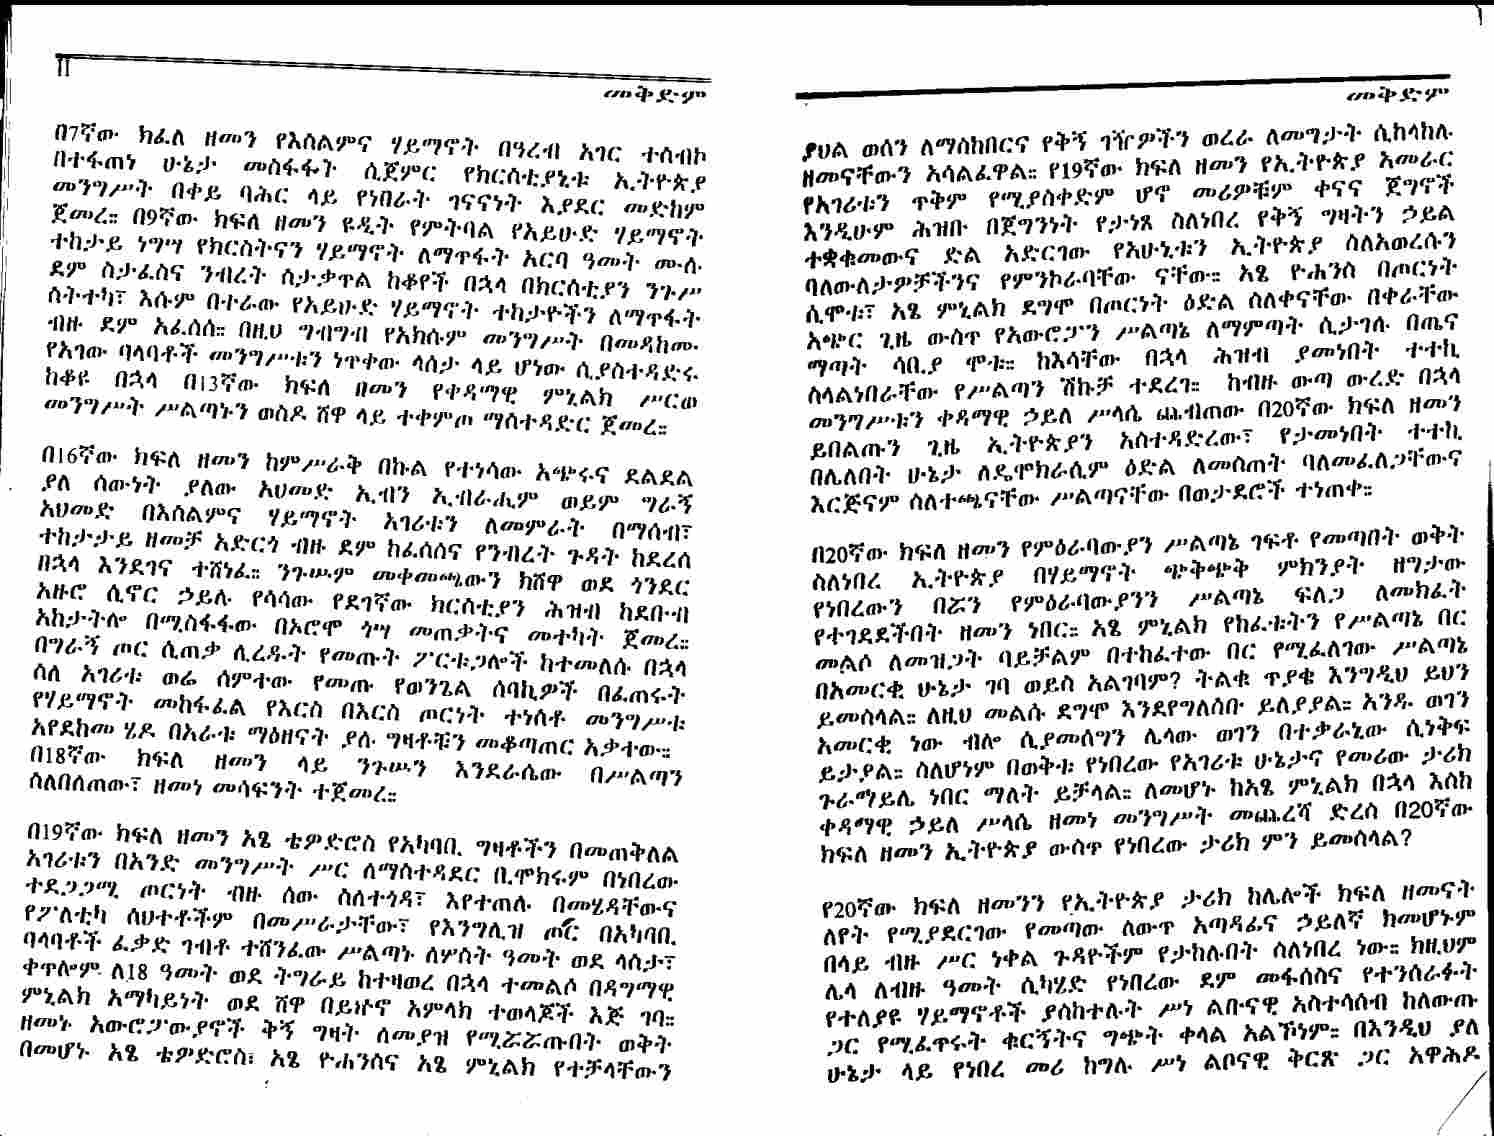 II
መቅድም
በ7ኛው ክፈለ ዘመን የእስልምና ሃይማኖት በዓረብ አገር ተሰብኮ
በተፋጠነ ሁኔታ መስፋፋት ሲጀምር የክርስቲያኒቱ ኢትዮጵያ
መንግሥት በቀይ ባሕር ላይ የነበራት ገናናነት እያደር መድከም
ጀመረ። በ9ኛው ክፍለ ዘመን ዩዲት የምትባል የአይሁድ ሃይማኖት
ተከታይ ነግሣ የክርስትናን ሃይማኖት ለማጥፋት አርባ ዓመት ሙሉ
ደም ስታፈስና ንብረት ስታቃጥል ከቆየች በኋላ በክርስቲያን ንጉሥ
ስትተካ፣ እሱም በተራው የአይሁድ ሃይማኖት ተከታዮችን ለማጥፋት
ብዙ ደም አፈሰሰ። በዚህ ግብግብ የአክሱም መንግሥት በመዳከሙ
የአገው ባላባቶች መንግሥቱን ነጥቀው ላስታ ላይ ሆነው ሲያስተዳድሩ
ከቆዩ በኋላ በ13ኛው ክፍለ ዘመን የቀዳማዊ ምኒልክ ሥርወ
መንግሥት ሥልጣኑን ወስዶ ሸዋ ላይ ተቀምጦ ማስተዳድር ጀመረ።
በ16ኛው ክፍለ ዘመን ከምሥራቅ በኩል የተነሳው አጭሩና ደልደል
ያለ ሰውነት ያለው አህመድ ኢብን ኢብራሒም ወይም ግራኝ
አህመድ በእስልምና ሃይማኖት አገሪቱን ለመምራት በማሰብ፣
ተከታታይ ዘመቻ አድርጎ ብዙ ደም ከፈሰሰና የንብረት ጉዳት ከደረሰ
በኋላ እንደገና ተሸነፈ። ንጉሡም መቀመጫውን ከሸዋ ወደ ጎንደር
አዙሮ ሲኖር ኃይሉ የሳሳው የደገኛው ክርስቲያን ሕዝብ ከደቡብ
አከታትሎ በሚስፋፋው በኦሮሞ ጎሣ መጠቃትና መተካት ጀመረ።
በግራኝ ጦር ሲጠቃ ሊረዱት የመጡት ፖርቱጋሎች ከተመለሱ በኋላ
ስለ አገሪቱ ወሬ ሰምተው የመጡ የወንጌል ሰባኪዎች በፈጠሩት
የሃይማኖት መከፋፈል የእርስ በእርስ ጦርነት ተነስቶ መንግሥቱ
እየደከመ ሄዶ በአራቱ ማዕዘናት ያሉ ግዛቶቹን መቆጣጠር አቃተው።
በ18ኛው ክፍለ ዘመን ላይ ንጉሡን እንደራሴው በሥልጣን
ስለበለጠው፣ ዘመነ መሳፍንት ተጀመረ።
በ19ኛው ክፍለ ዘመን አፄ ቴዎድሮስ የአካባቢ ግዛቶችን በመጠቅለል
አገሪቱን በአንድ መንግሥት ሥር ለማስተዳደር ቢሞክሩም በነበረው
ተደጋጋሚ ጦርነት ብዙ ሰው ስለተጎዳ፣ እየተጠሉ በመሄዳቸውና
የፖለቲካ ስህተቶችም በመሥራታቸው፣ የእንግሊዝ ጦር በአካባቢ
ባላባቶች ፈቃድ ገብቶ ተሸንፈው ሥልጣኑ ለሦስት ዓመት ወደ ላስታ፣
ቀጥሎም ለ18 ዓመት ወደ ትግራይ ከተዛወረ በኋላ ተመልሶ በዳግማዊ
ምኒልክ አማካይነት ወደ ሸዋ በይኵኖ አምላክ ተወላጆች እጅ ገባ።
ዘመኑ አውሮፓውያኖች ቅኝ ግዛት ለመያዝ የሚሯሯጡበት ወቅት
በመሆኑ አፄ ቴዎድሮስ፣ አፄ ዮሐንስና አፄ ምኒልክ የተቻላቸውን
መቅድም
ያህል ወሰን ለማስከበርና የቅኝ ገዥዎችን ወረራ ለመግታት ሲከላከሉ
ዘመናቸውን አሳልፈዋል። የ19ኛው ክፍለ ዘመን የኢትዮጵያ አመራር
የአገሪቱን ጥቅም የሚያስቀድም ሆኖ መሪዎቹም ቀናና ጀግኖች
እንዲሁም ሕዝቡ በጀግንነት የታነጸ ስለነበረ የቅኝ ግዛትን ኃይል
ተቋቁመውና ድል አድርገው የአሁኒቱን ኢትዮጵያ ስለአወረሱን
ባለውለታዎቻችንና የምንኮራባቸው ናቸው። አፄ ዮሐንስ በጦርነት
ሲሞቱ፣ አፄ ምኒልክ ደግሞ በጦርነት ዕድል ስለቀናቸው በቀራቸው
አጭር ጊዜ ውስጥ የአውሮፓን ሥልጣኔ ለማምጣት ሲታገሉ በጤና
ማጣት ሳቢያ ሞቱ። ከእሳቸው በኋላ ሕዝብ ያመነበት ተተኪ
ስላልነበራቸው የሥልጣን ሽኩቻ ተደረገ። ከብዙ ውጣ ውረድ በኋላ
መንግሥቱን ቀዳማዊ ኃይለ ሥላሴ ጨብጠው በ20ኛው ክፍለ ዘመን
ይበልጡን ጊዜ ኢትዮጵያን አስተዳድረው፣ የታመነበት ተተኪ
በሌለበት ሁኔታ ለዴሞክራሲም ዕድል ለመስጠት ባለመፈለጋቸውና
እርጅናም ስለተጫናቸው ሥልጣናቸው በወታደሮች ተነጠቀ።
በ20ኛው ክፍለ ዘመን የምዕራባውያን ሥልጣኔ ገፍቶ የመጣበት ወቅት
ስለነበረ ኢትዮጵያ በሃይማኖት ጭቅጭቅ ምክንያት ዘግታው
የነበረውን በሯን የምዕራባውያንን ሥልጣኔ ፍለጋ ለመክፈት
የተገደደችበት ዘመን ነበር። አፄ ምኒልክ የከፈቱትን የሥልጣኔ በር
መልሶ ለመዝጋት ባይቻልም በተከፈተው በር የሚፈለገው ሥልጣኔ
በአመርቂ ሁኔታ ገባ ወይስ አልገባም? ትልቁ ጥያቄ እንግዲህ ይህን
ይመስላል። ለዚህ መልሱ ደግሞ እንደየግለሰቡ ይለያያል። አንዱ ወገን
አመርቂ ነው ብሎ ሲያመሰግን ሌላው ወገን በተቃራኒው ሲነቅፍ
ይታያል። ስለሆነም በወቅቱ የነበረው የአገሪቱ ሁኔታና የመሪው ታሪክ
ጉራማይሌ ነበር ማለት ይቻላል። ለመሆኑ ከአፄ ምኒልክ በኋላ እስከ
ቀዳማዊ ኃይለ ሥላሴ ዘመነ መንግሥት መጨረሻ ድረስ በ20ኛው
ክፍለ ዘመን ኢትዮጵያ ውስጥ የነበረው ታሪክ ምን ይመስላል?
የ20ኛው ክፍለ ዘመንን የኢትዮጵያ ታሪክ ከሌሎች ክፍለ ዘመናት
ለየት የሚያደርገው የመጣው ለውጥ አጣዳፊና ኃይለኛ ከመሆኑም
በላይ ብዙ ሥር ነቀል ጉዳዮችም የታከሉበት ስለነበረ ነው። ከዚህም
ሌላ ለብዙ ዓመት ሲካሄድ የነበረው ደም መፋሰስና የተንሰራፋት
የተለያዩ ሃይማኖቶች ያስከተሉት ሥነ ልቡናዊ አስተሳሰብ ከለውጡ
ጋር የሚፈጥሩት ቁርኝትና ግጭት ቀላል አልኾነም። በእንዲህ ያለ
ሁኔታ ላይ የነበረ መሪ ከግሉ ሥነ ልቦናዊ ቅርጽ ጋር አዋሕዶ